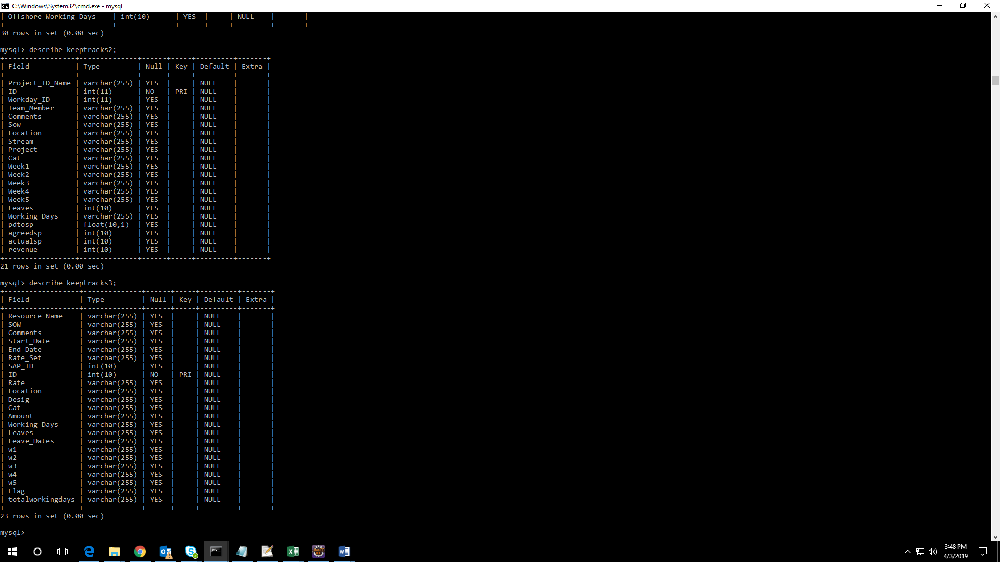 C:\Windows\System32\cmd.exe - mysql
| Offshore_Working_Days    | int(10)      | YES  |     | NULL    |       |
+--------------------------+--------------+------+-----+---------+-------+
30 rows in set (0.00 sec)
mysql> describe keeptracks2;
+-----------------+--------------+------+-----+---------+-------+
| Field           | Type         | Null | Key | Default | Extra |
+-----------------+--------------+------+-----+---------+-------+
| Project_ID_Name | varchar(255) | YES  |     | NULL    |       |
| ID              | int(11)      | NO   | PRI | NULL    |       |
| Workday_ID      | int(11)      | YES  |     | NULL    |       |
| Team_Member     | varchar(255) | YES  |     | NULL    |       |
| Comments        | varchar(255) | YES  |     | NULL    |       |
| Sow             | varchar(255) | YES  |     | NULL    |       |
| Location        | varchar(255) | YES  |     | NULL    |       |
| Stream          | varchar(255) | YES  |     | NULL    |       |
| Project         | varchar(255) | YES  |     | NULL    |       |
| Cat             | varchar(255) | YES  |     | NULL    |       |
| Week1           | varchar(255) | YES  |     | NULL    |       |
| Week2           | varchar(255) | YES  |     | NULL    |       |
| Week3           | varchar(255) | YES  |     | NULL    |       |
| Week4           | varchar(255) | YES  |     | NULL    |       |
| Week5           | varchar(255) | YES  |     | NULL    |       |
| Leaves          | int(10)      | YES  |     | NULL    |       |
| Working_Days    | varchar(255) | YES  |     | NULL    |       |
| pdtosp          | float(10,1)  | YES  |     | NULL    |       |
| agreedsp        | int(10)      | YES  |     | NULL    |       |
| actualsp        | int(10)      | YES  |     | NULL    |       |
| revenue         | int(10)      | YES  |     | NULL    |       |
+-----------------+--------------+------+-----+---------+-------+
21 rows in set (0.00 sec)
mysql> describe keeptracks3;
+------------------+--------------+------+-----+---------+-------+
| Field            | Type         | Null | Key | Default | Extra |
+------------------+--------------+------+-----+---------+-------+
| Resource_Name    | varchar(255) | YES  |     | NULL    |       |
| SOW              | varchar(255) | YES  |     | NULL    |       |
| Comments         | varchar(255) | YES  |     | NULL    |       |
| Start_Date       | varchar(255) | YES  |     | NULL    |       |
| End_Date         | varchar(255) | YES  |     | NULL    |       |
| Rate_Set         | varchar(255) | YES  |     | NULL    |       |
| SAP_ID           | int(10)      | YES  |     | NULL    |       |
| ID               | int(10)      | NO   | PRI | NULL    |       |
| Rate             | varchar(255) | YES  |     | NULL    |       |
| Location         | varchar(255) | YES  |     | NULL    |       |
| Desig            | varchar(255) | YES  |     | NULL    |       |
| Cat              | varchar(255) | YES  |     | NULL    |       |
| Amount           | varchar(255) | YES  |     | NULL    |       |
| Working_Days     | varchar(255) | YES  |     | NULL    |       |
| Leaves           | varchar(255) | YES  |     | NULL    |       |
| Leave_Dates      | varchar(255) | YES  |     | NULL    |       |
| w1               | varchar(255) | YES  |     | NULL    |       |
| w2               | varchar(255) | YES  |     | NULL    |       |
| w3               | varchar(255) | YES  |     | NULL    |       |
| w4               | varchar(255) | YES  |     | NULL    |       |
| w5               | varchar(255) | YES  |     | NULL    |       |
| Flag             | varchar(255) | YES  |     | NULL    |       |
| totalworkingdays | varchar(255) | YES  |     | NULL    |       |
+------------------+--------------+------+-----+---------+-------+
23 rows in set (0.00 sec)
mysql>
3:48 PM
4/3/2019